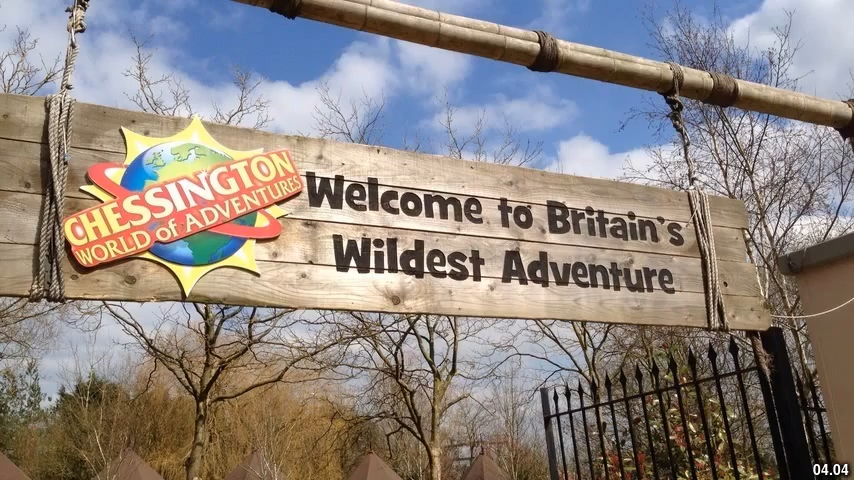 CHESSINGTON
WORLD of ADVENTURES
Welcome to Britain's
Wildest Adventure
04.04